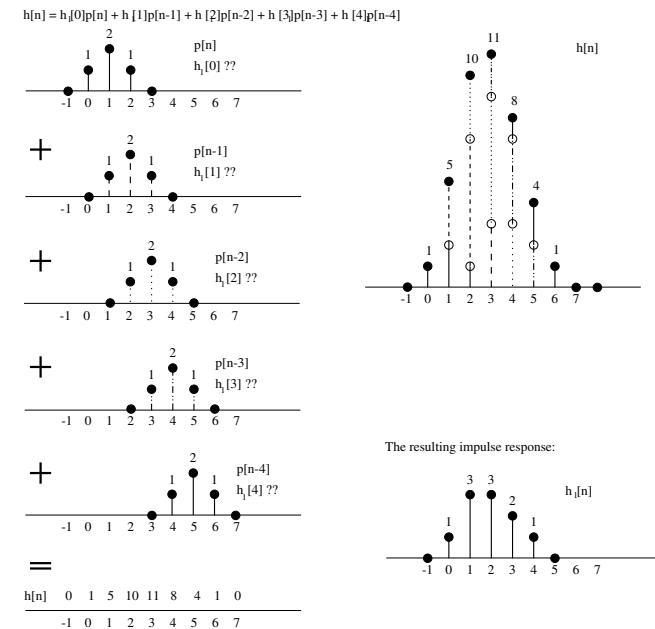 h[n] = h₁[0]p[n] + h₁[1]p[n-1] + h₁[2]p[n-2] + h₁[3]p[n-3] + h₁[4]p[n-4]
1 2 1
p[n]
h₁[0] ??
-1 0 1 2 3 4 5 6 7
+
1 2 1
p[n-1]
h₁[1] ??
-1 0 1 2 3 4 5 6 7
+
1 2 1
p[n-2]
h₁[2] ??
-1 0 1 2 3 4 5 6 7
+
1 2 1
p[n-3]
h₁[3] ??
-1 0 1 2 3 4 5 6 7
+
1 2 1
p[n-4]
h₁[4] ??
-1 0 1 2 3 4 5 6 7
=
h[n] 0 1 5 10 11 8 4 1 0
-1 0 1 2 3 4 5 6 7
h[n]
1 5 10 11 8 4 1
-1 0 1 2 3 4 5 6 7
The resulting impulse response:
1 3 3 2 1
h₁[n]
-1 0 1 2 3 4 5 6 7